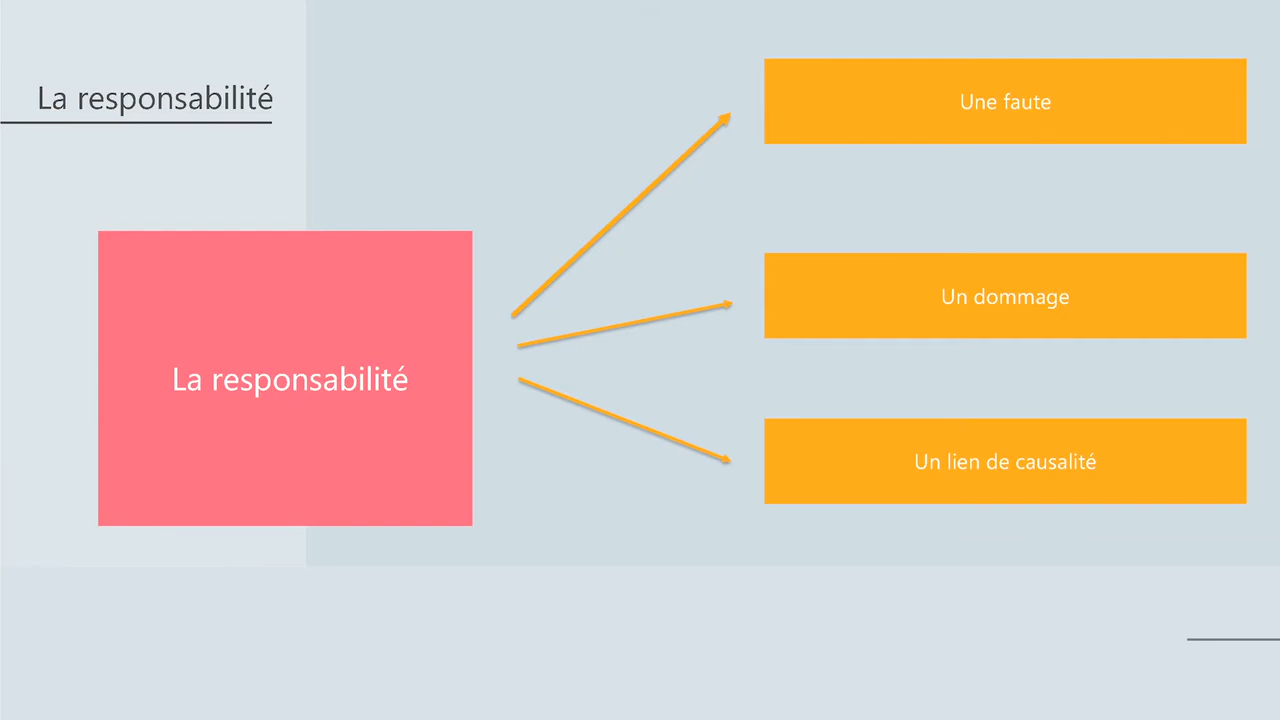 La responsabilité
Une faute
Un dommage
La responsabilité
Un lien de causalité